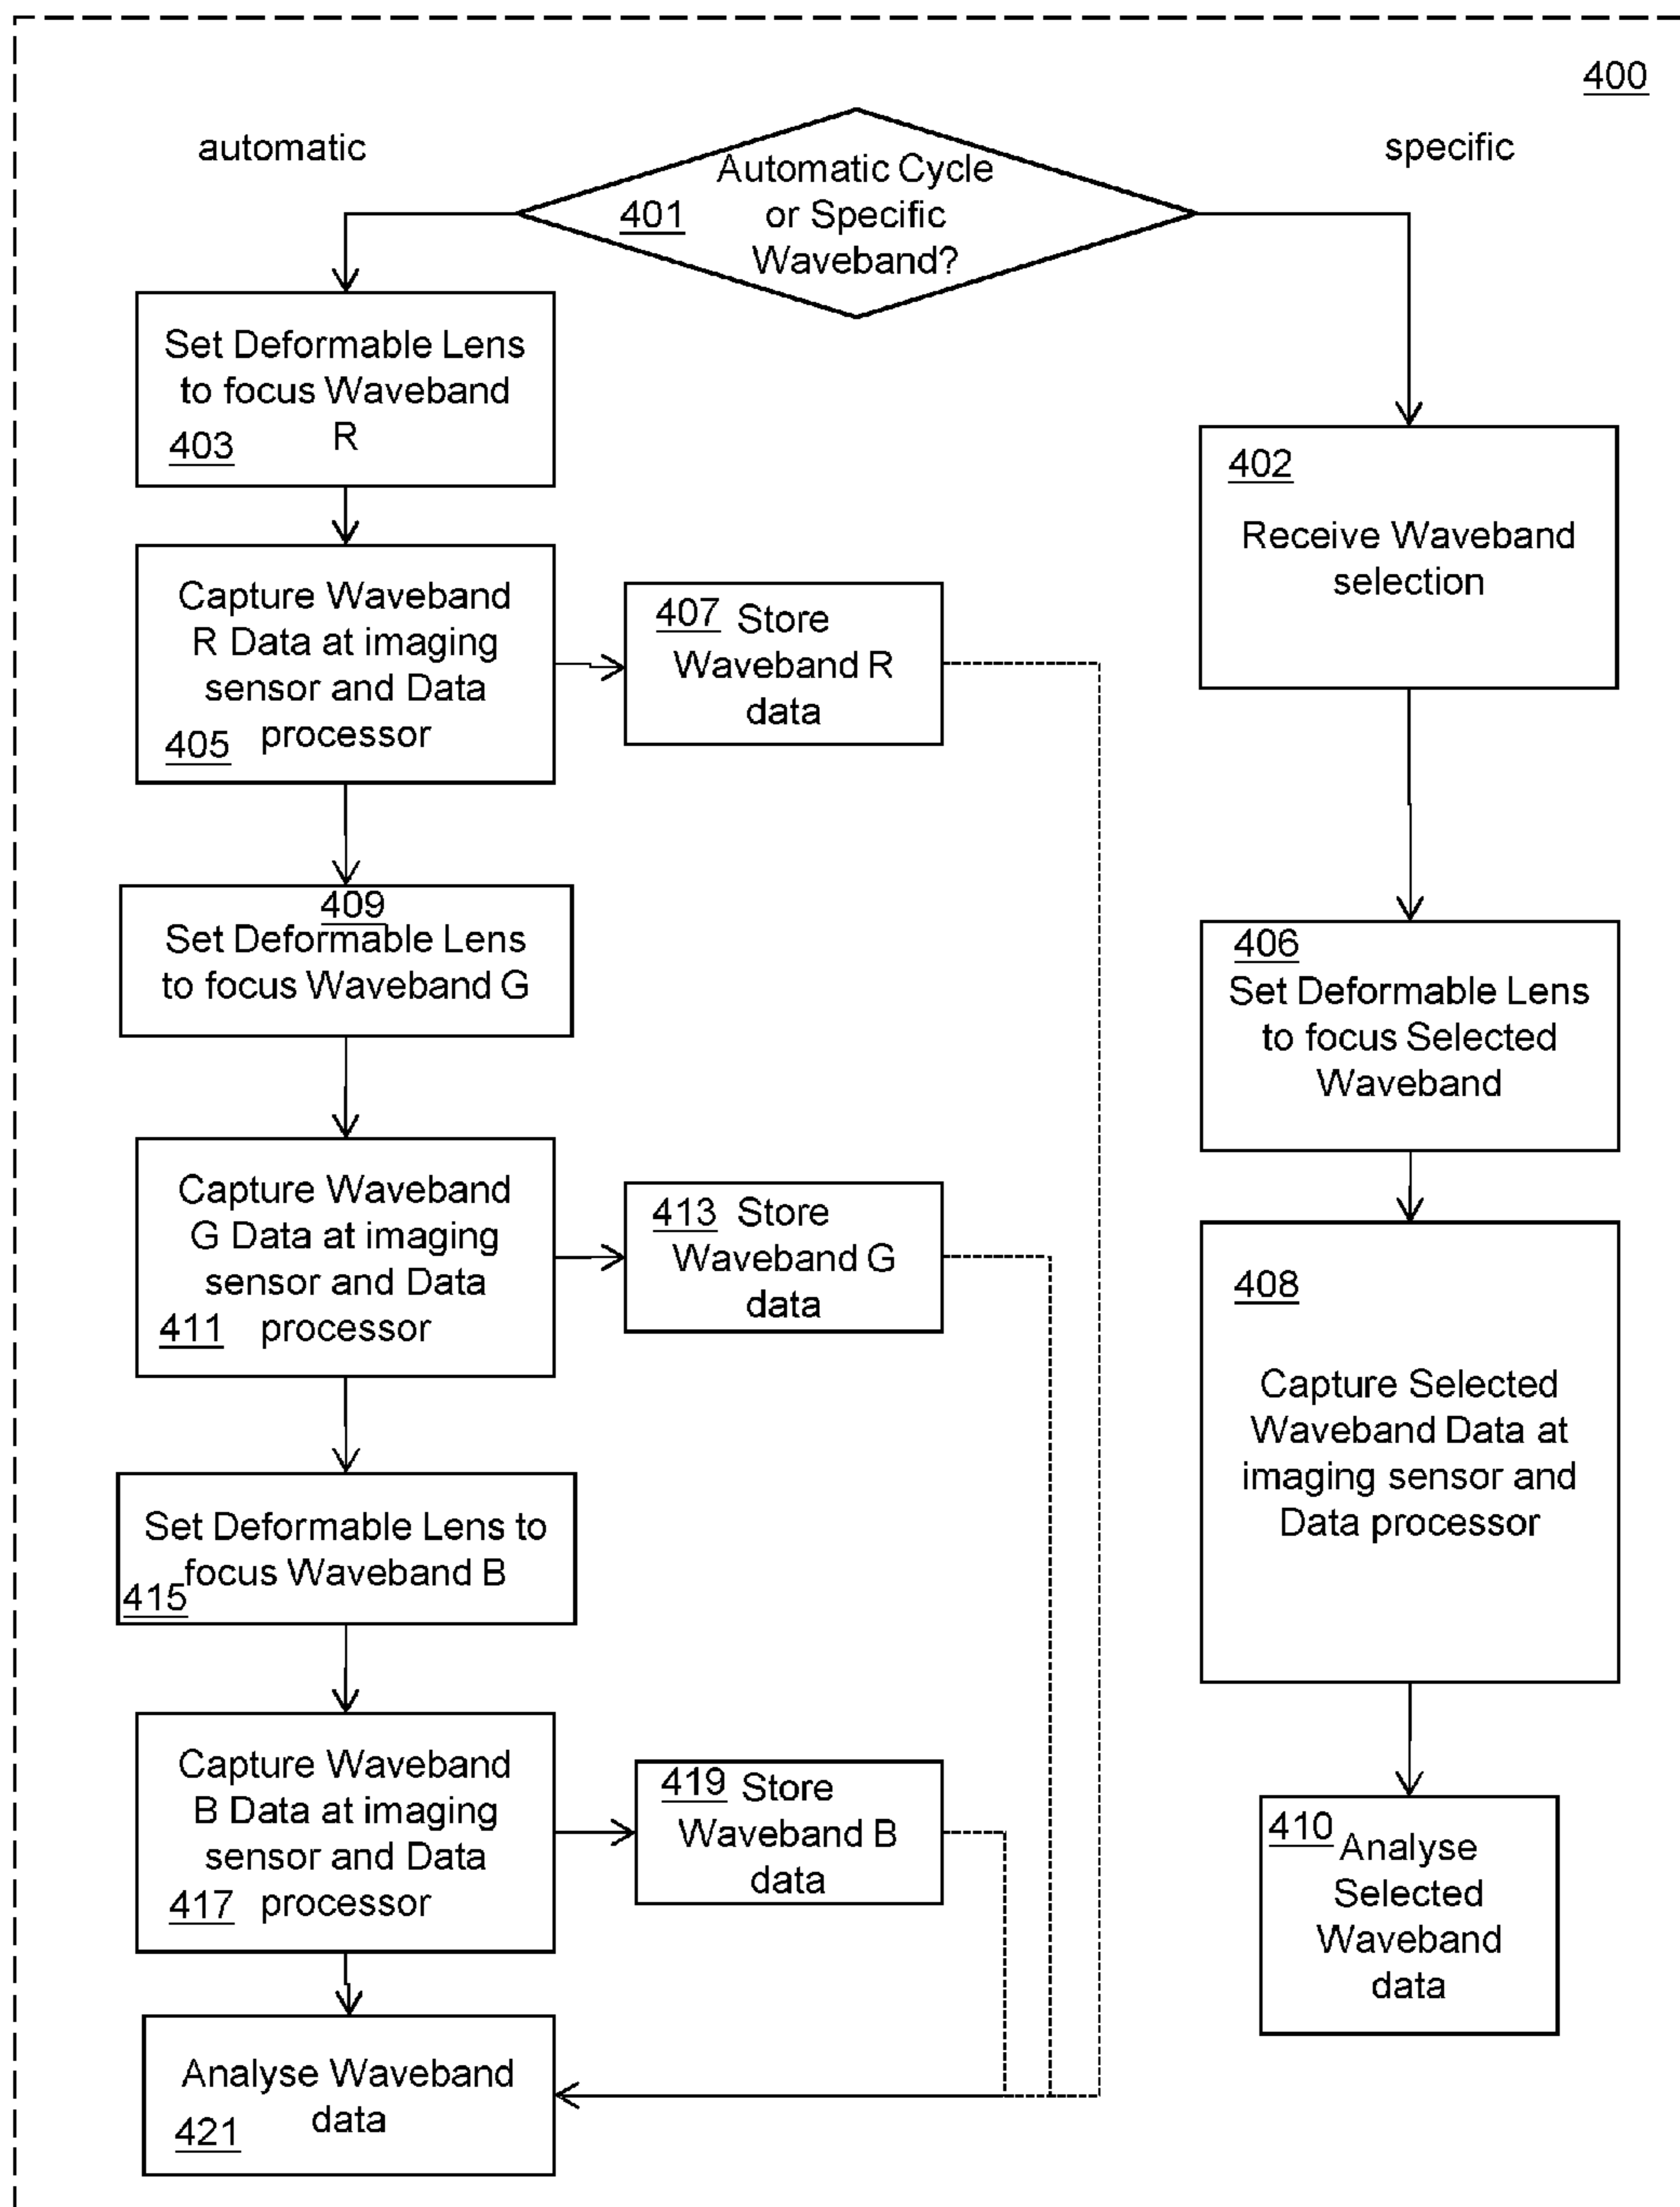 400
automatic
specific
Automatic Cycle
401 or Specific
Waveband?
Set Deformable Lens
to focus Waveband
403 R
Capture Waveband
R Data at imaging
sensor and Data
405 processor
407 Store
Waveband R
data
409
Set Deformable Lens
to focus Waveband G
Capture Waveband
G Data at imaging
sensor and Data
411 processor
413 Store
Waveband G
data
Set Deformable Lens to
focus Waveband B
415
Capture Waveband
B Data at imaging
sensor and Data
417 processor
419 Store
Waveband B
data
Analyse Waveband
data
421
402
Receive Waveband
selection
406
Set Deformable Lens
to focus Selected
Waveband
408
Capture Selected
Waveband Data at
imaging sensor and
Data processor
410 Analyse
Selected
Waveband
data